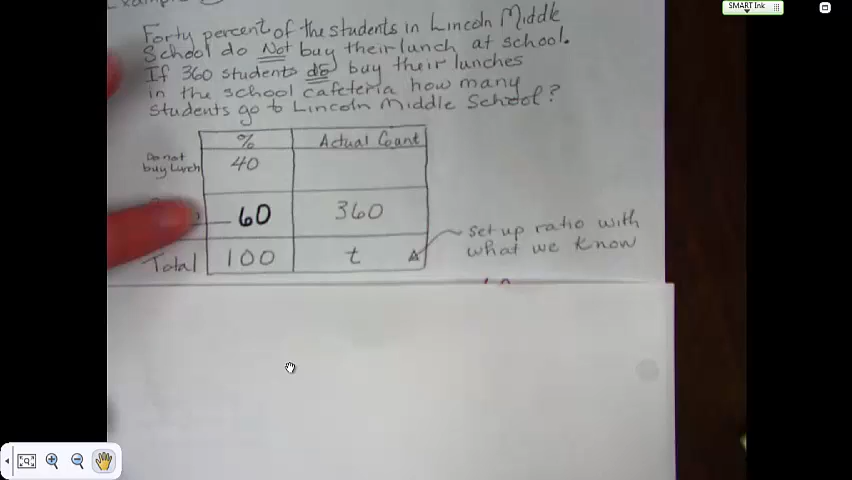 Forty percent of the students in Lincoln Middle
School do Not buy their lunch at school.
If 360 students do buy their lunches
in the school cafeteria how many
students go to Lincoln Middle School?
% Actual Count
Do not
buy Lunch 40
60 360
Total 100 t
set up ratio with
what we know
SMART Ink